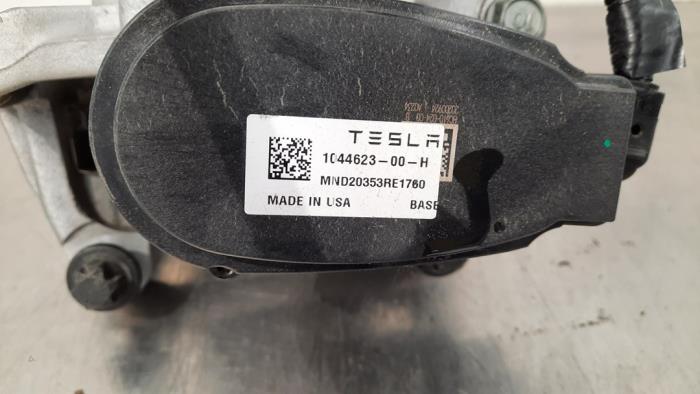 TESLA
1044623-00-H
MND20353RE1760
MADE IN USA BASE